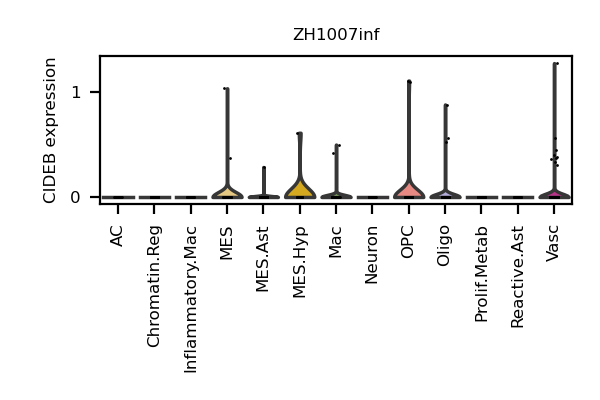 ZH1007inf
CIDEB expression
1
0
AC
Chromatin.Reg
Inflammatory.Mac
MES
MES.Ast
MES.Hyp
Mac
Neuron
OPC
Oligo
Prolif.Metab
Reactive.Ast
Vasc